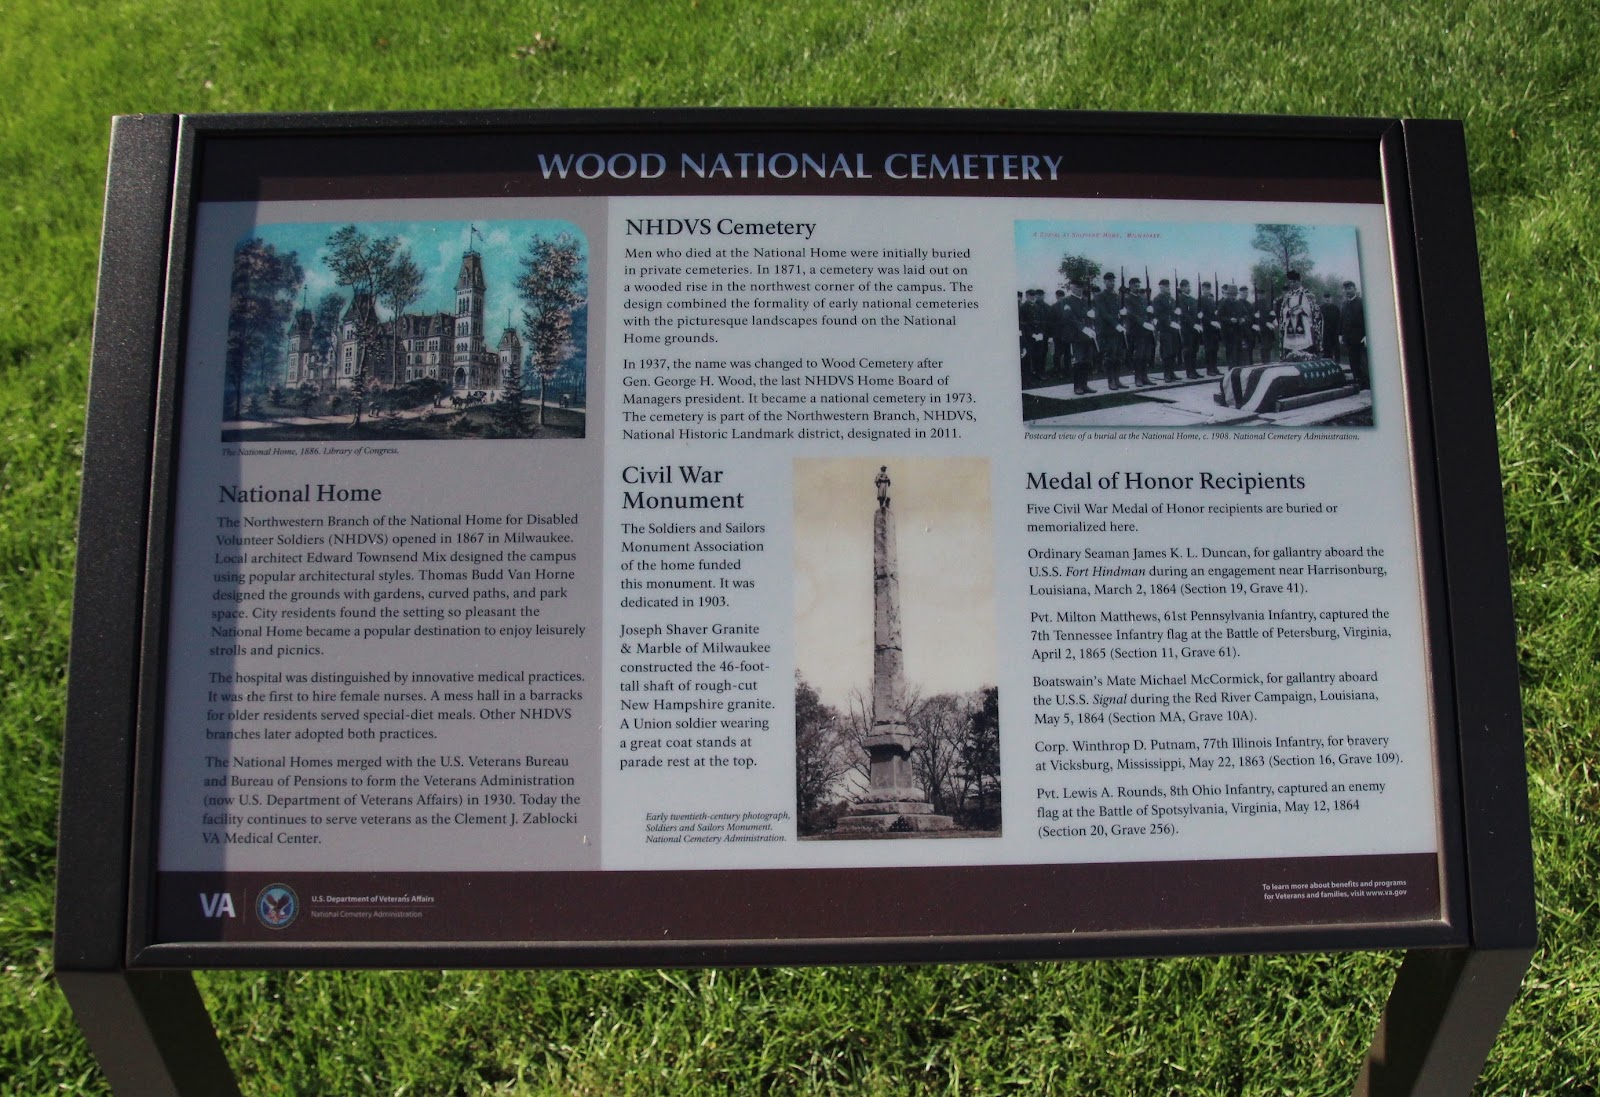 WOOD NATIONAL CEMETERY
The National Home, 1886. Library of Congress.
National Home
The Northwestern Branch of the National Home for Disabled
Volunteer Soldiers (NHDVS) opened in 1867 in Milwaukee.
Local architect Edward Townsend Mix designed the campus
using popular architectural styles. Thomas Budd Van Horne
designed the grounds with gardens, curved paths, and park
space. City residents found the setting so pleasant the
National Home became a popular destination to enjoy leisurely
strolls and picnics.
The hospital was distinguished by innovative medical practices.
It was the first to hire female nurses. A mess hall in a barracks
for older residents served special-diet meals. Other NHDVS
branches later adopted both practices.
The National Homes merged with the U.S. Veterans Bureau
and Bureau of Pensions to form the Veterans Administration
(now U.S. Department of Veterans Affairs) in 1930. Today the
facility continues to serve veterans as the Clement J. Zablocki
VA Medical Center.
NHDVS Cemetery
Men who died at the National Home were initially buried
in private cemeteries. In 1871, a cemetery was laid out on
a wooded rise in the northwest corner of the campus. The
design combined the formality of early national cemeteries
with the picturesque landscapes found on the National
Home grounds.
In 1937, the name was changed to Wood Cemetery after
Gen. George H. Wood, the last NHDVS Home Board of
Managers president. It became a national cemetery in 1973.
The cemetery is part of the Northwestern Branch, NHDVS,
National Historic Landmark district, designated in 2011.
Civil War
Monument
The Soldiers and Sailors
Monument Association
of the home funded
this monument. It was
dedicated in 1903.
Joseph Shaver Granite
& Marble of Milwaukee
constructed the 46-foot-
tall shaft of rough-cut
New Hampshire granite.
A Union soldier wearing
a great coat stands at
parade rest at the top.
Early twentieth-century photograph,
Soldiers and Sailors Monument.
National Cemetery Administration.
A BURIAL AT SOLDIERS' HOME, MILWAUKEE.
Postcard view of a burial at the National Home, c. 1908. National Cemetery Administration.
Medal of Honor Recipients
Five Civil War Medal of Honor recipients are buried or
memorialized here.
Ordinary Seaman James K. L. Duncan, for gallantry aboard the
U.S.S. Fort Hindman during an engagement near Harrisonburg,
Louisiana, March 2, 1864 (Section 19, Grave 41).
Pvt. Milton Matthews, 61st Pennsylvania Infantry, captured the
7th Tennessee Infantry flag at the Battle of Petersburg, Virginia,
April 2, 1865 (Section 11, Grave 61).
Boatswain's Mate Michael McCormick, for gallantry aboard
the U.S.S. Signal during the Red River Campaign, Louisiana,
May 5, 1864 (Section MA, Grave 10A).
Corp. Winthrop D. Putnam, 77th Illinois Infantry, for bravery
at Vicksburg, Mississippi, May 22, 1863 (Section 16, Grave 109).
Pvt. Lewis A. Rounds, 8th Ohio Infantry, captured an enemy
flag at the Battle of Spotsylvania, Virginia, May 12, 1864
(Section 20, Grave 256).
VA
U.S. Department of Veterans Affairs
National Cemetery Administration
To learn more about benefits and programs
for Veterans and families, visit www.va.gov